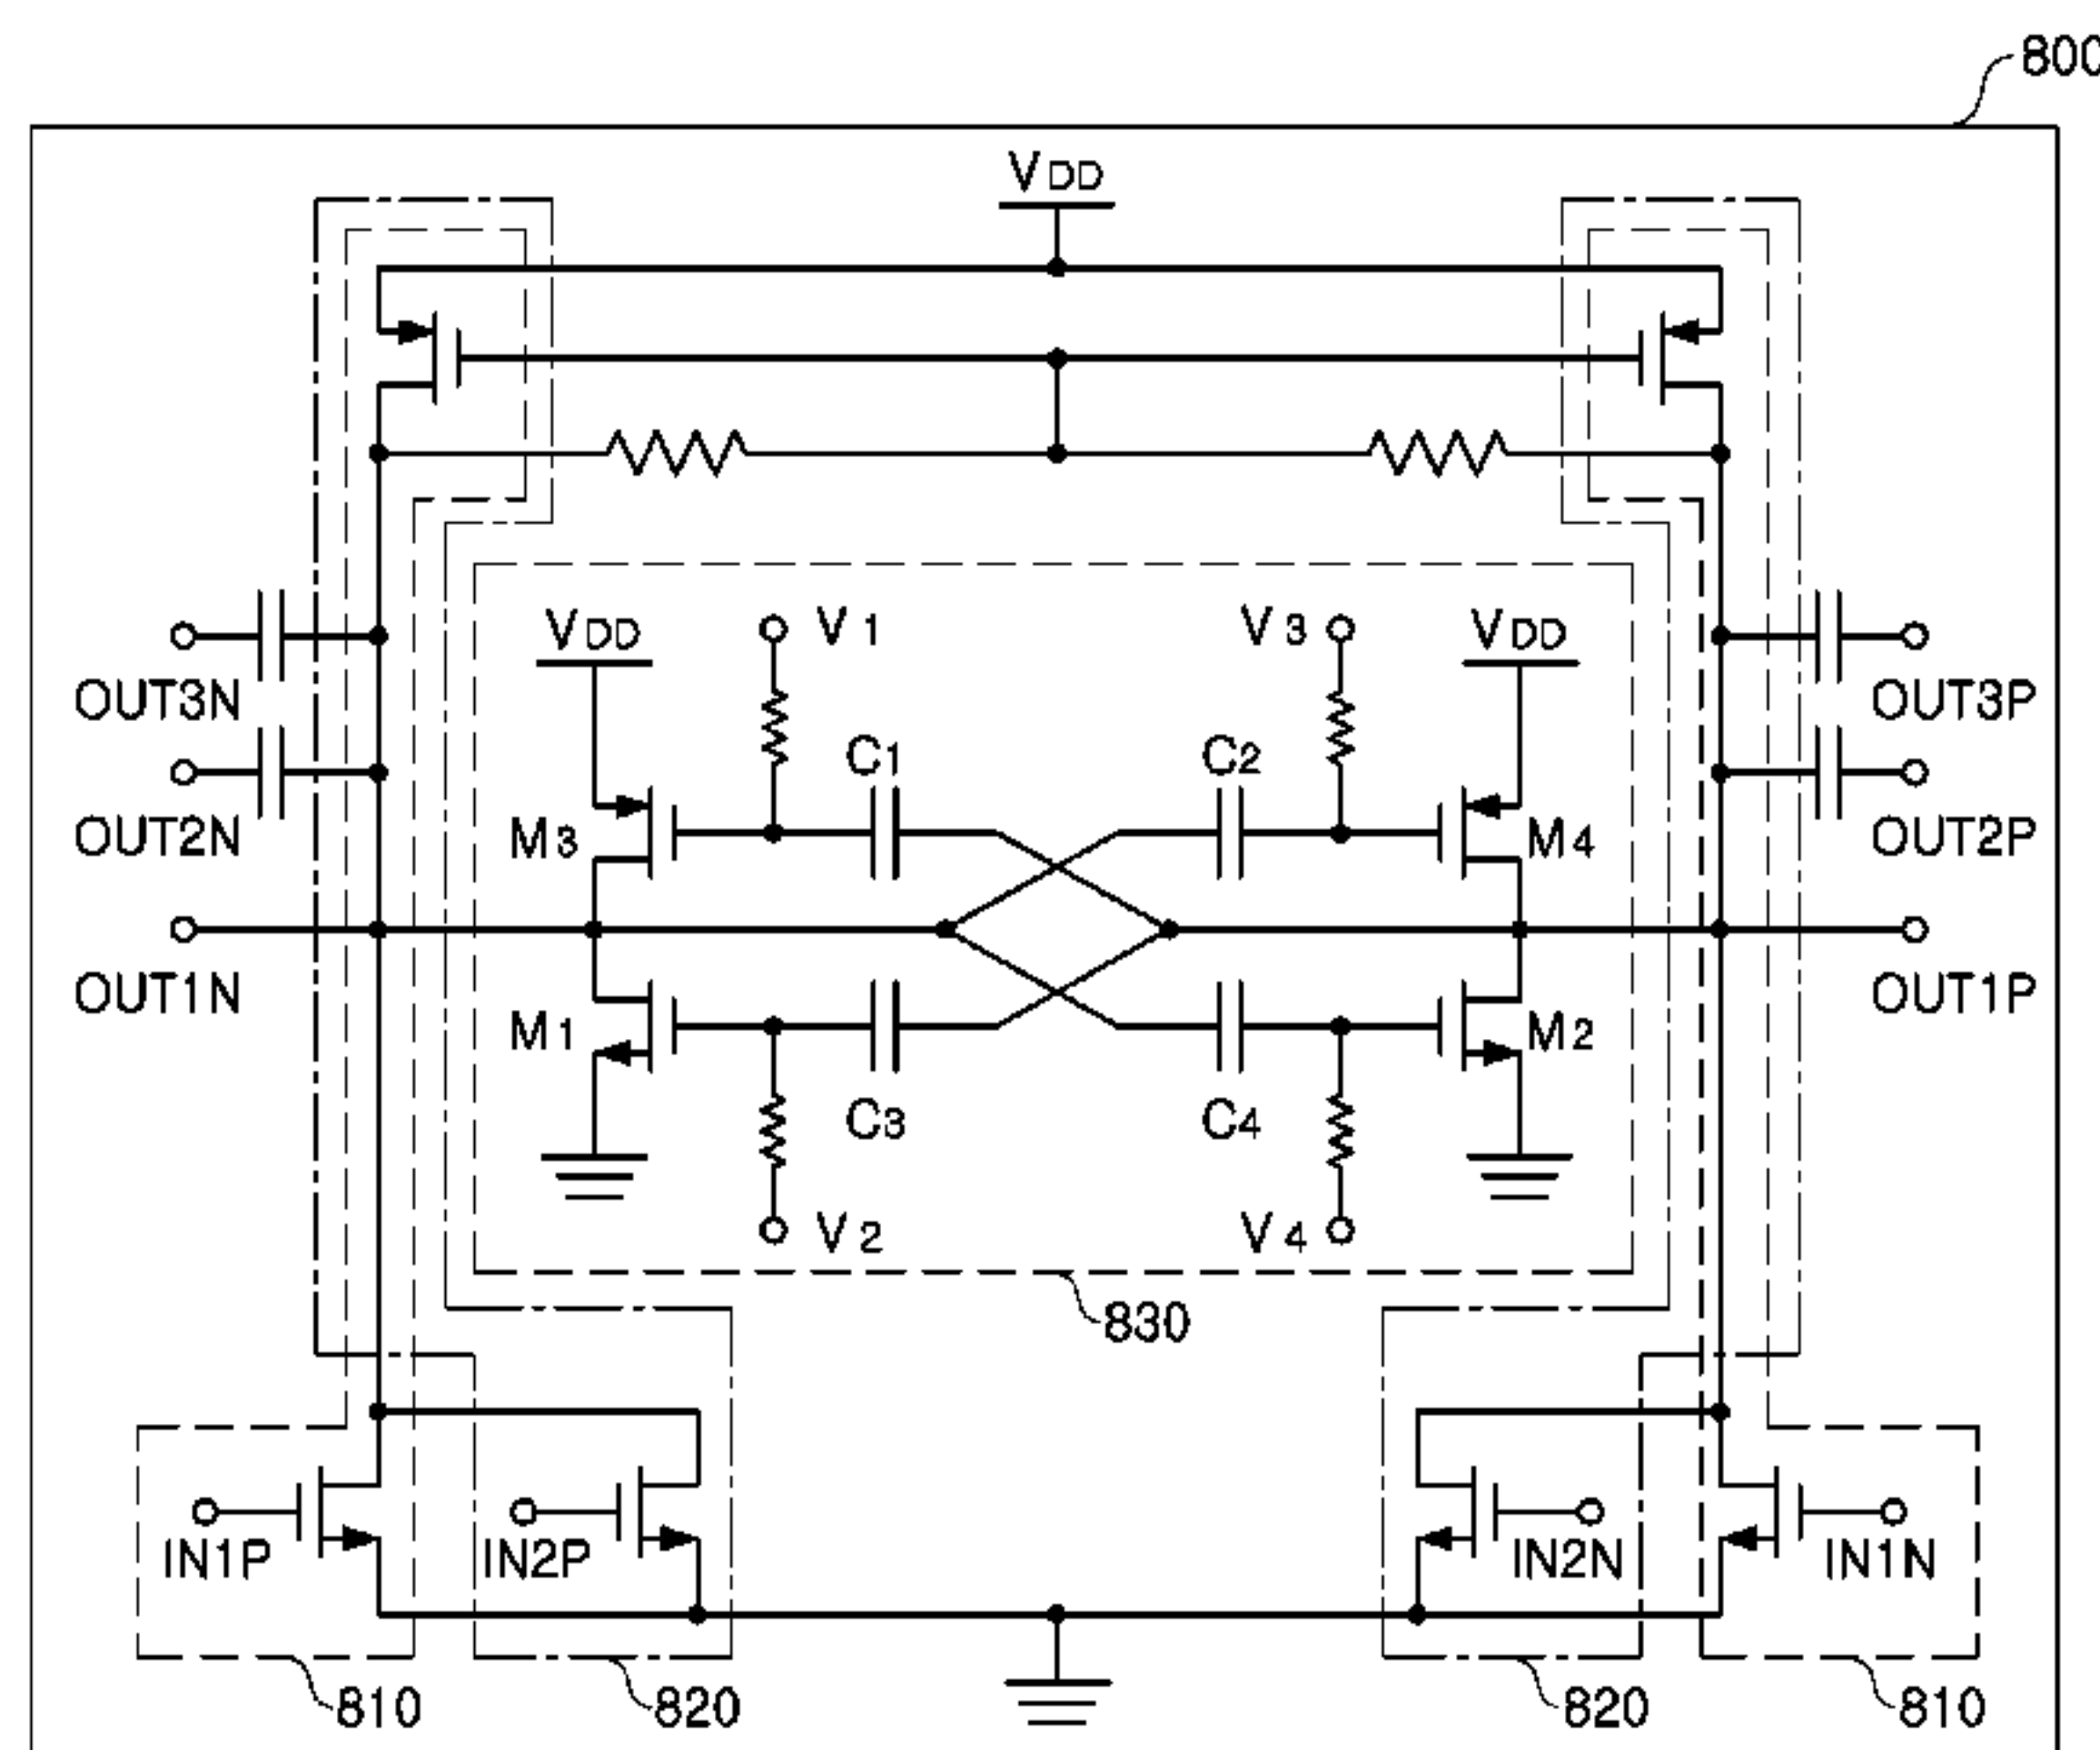 800
VDD
VDD V1 V3 VDD
OUT3N OUT3P
C1 C2
OUT2N M3 M4 OUT2P
OUT1N M1 M2 OUT1P
C3 C4
V2 V4
830
IN1P IN2P IN2N IN1N
810 820 820 810